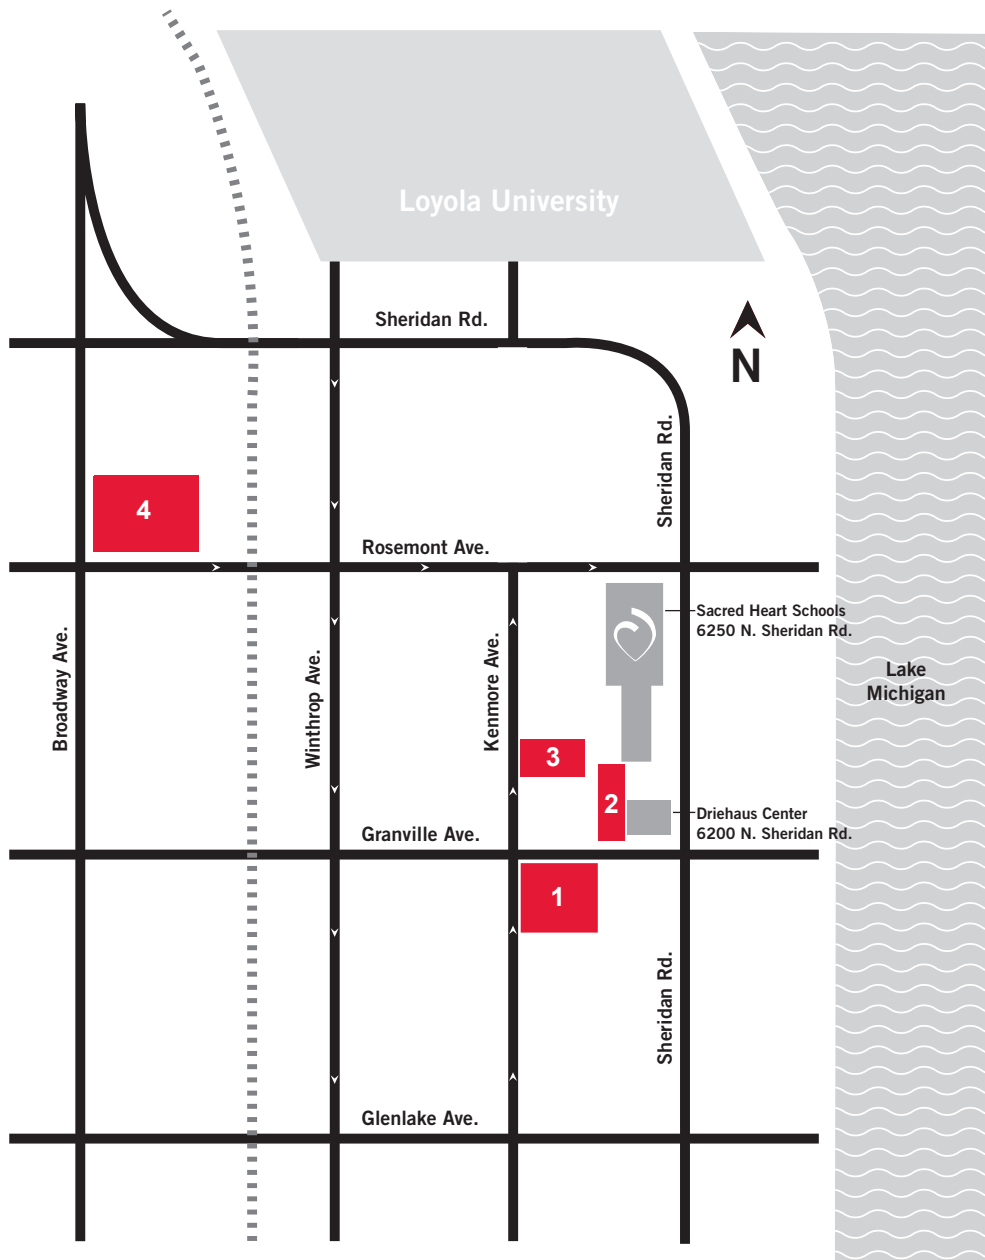 Loyola University
Sheridan Rd.
N
Sheridan Rd.
4
Rosemont Ave.
Sacred Heart Schools
6250 N. Sheridan Rd.
Broadway Ave.
Winthrop Ave.
Kenmore Ave.
Lake
Michigan
3
2
Driehaus Center
6200 N. Sheridan Rd.
Granville Ave.
1
Sheridan Rd.
Glenlake Ave.